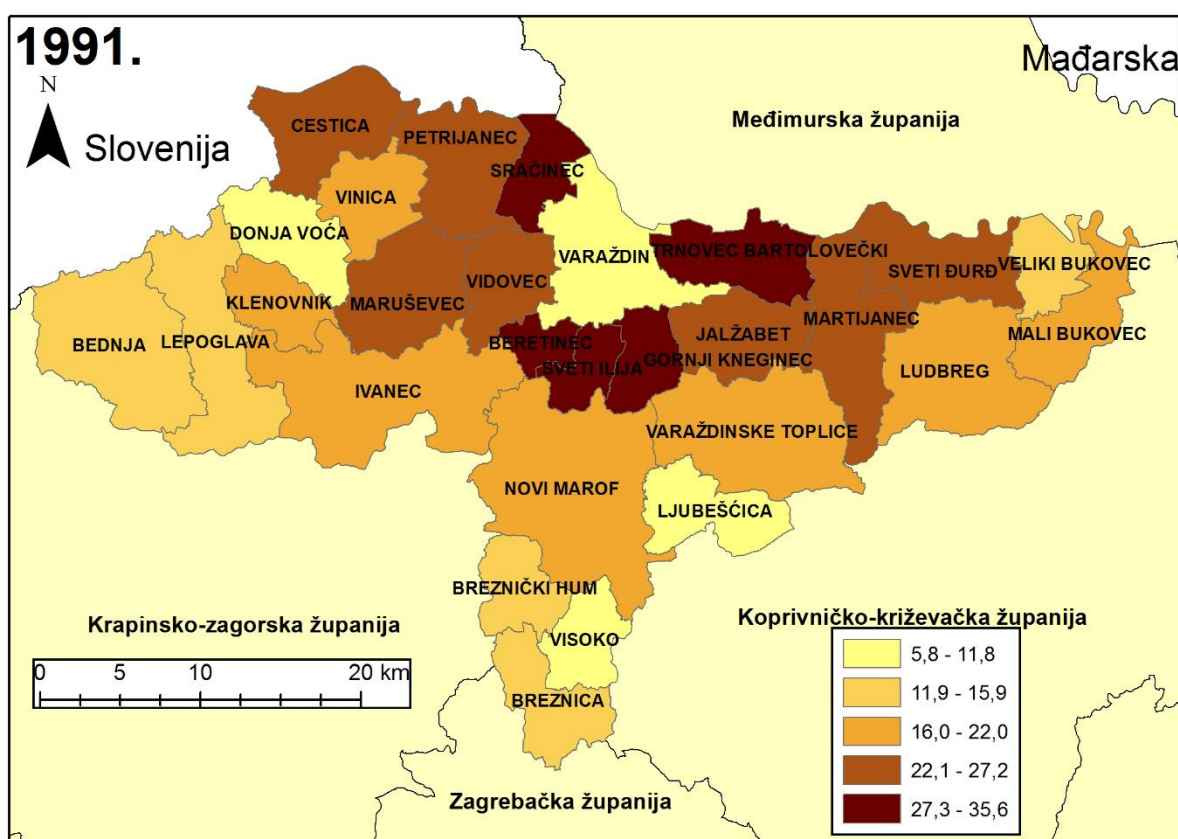 1991.
Mađarska
N
Slovenija
Međimurska županija
CESTICA
PETRIJANEC
SRAČINEC
VINICA
DONJA VOĆA
VARAŽDIN
TRNOVEC BARTOLOVEČKI
SVETI ĐURĐ
VELIKI BUKOVEC
KLENOVNIK
MARUŠEVEC
VIDOVEC
MARTIJANEC
MALI BUKOVEC
BEDNJA
LEPOGLAVA
BERETINEC
JALŽABET
SVETI ILIJA
GORNJI KNEGINEC
LUDBREG
IVANEC
VARAŽDINSKE TOPLICE
NOVI MAROF
LJUBEŠĆICA
BREZNIČKI HUM
VISOKO
BREZNICA
Krapinsko-zagorska županija
Koprivničko-križevačka županija
Zagrebačka županija
0 5 10 20 km
5,8 - 11,8
11,9 - 15,9
16,0 - 22,0
22,1 - 27,2
27,3 - 35,6